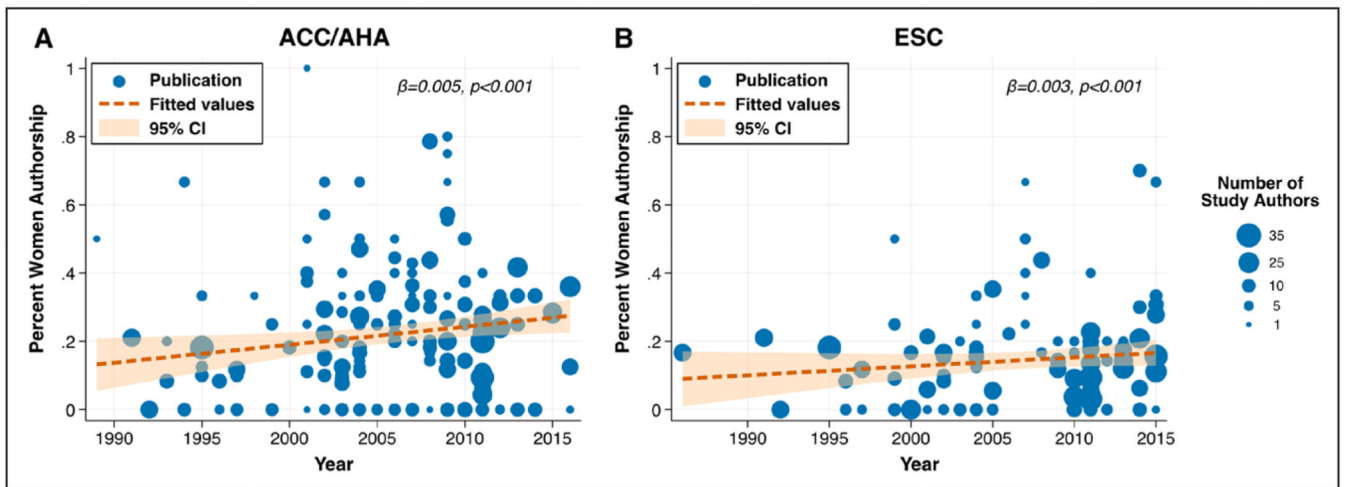 A
ACC/AHA
Publication
Fitted values
95% CI
β=0.005, p<0.001
Percent Women Authorship
1
.8
.6
.4
.2
0
1990 1995 2000 2005 2010 2015
Year
B
ESC
Publication
Fitted values
95% CI
β=0.003, p<0.001
Percent Women Authorship
1
.8
.6
.4
.2
0
1990 1995 2000 2005 2010 2015
Year
Number of
Study Authors
35
25
10
5
1